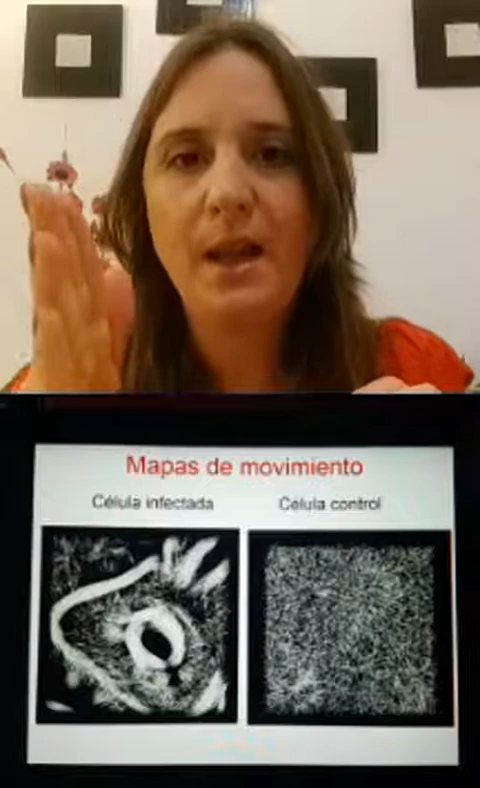 Mapas de movimiento
Célula infectada
Célula control